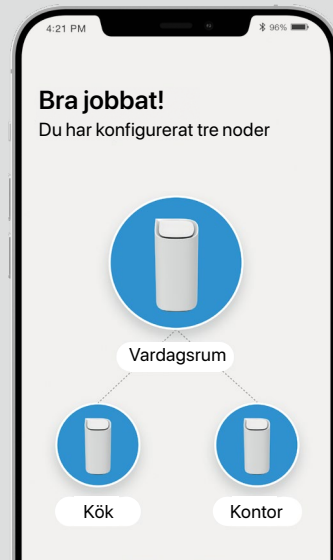 4:21 PM
96%
Bra jobbat!
Du har konfigurerat tre noder
Vardagsrum
Kök
Kontor